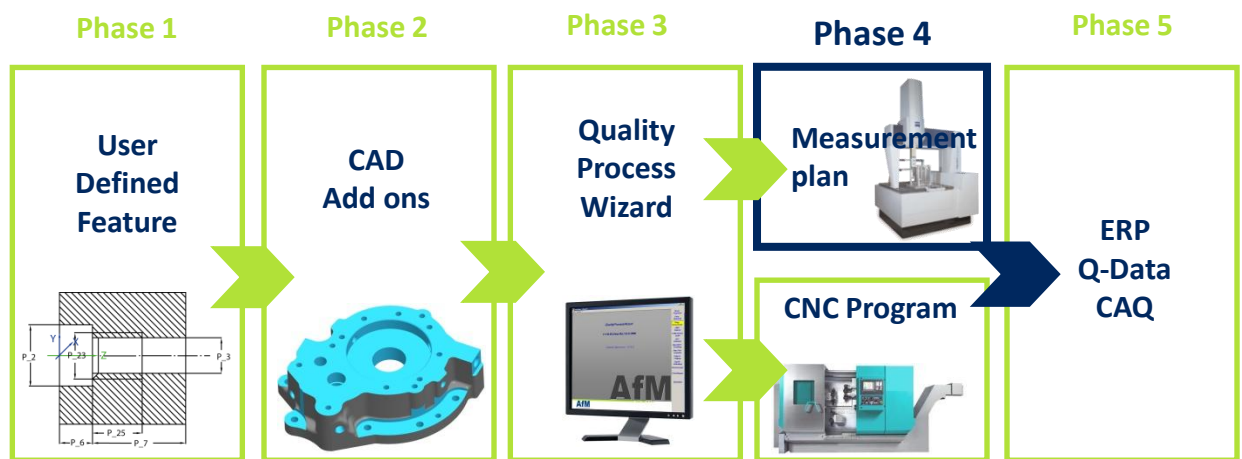 Phase 1
Phase 2
Phase 3
Phase 4
Phase 5
User
Defined
Feature
CAD
Add ons
Quality
Process
Wizard
Measurement
plan
CNC Program
ERP
Q-Data
CAQ
Y
X
Z
P_2
P_23
P_3
P_25
P_6
P_7
AfM
AfM